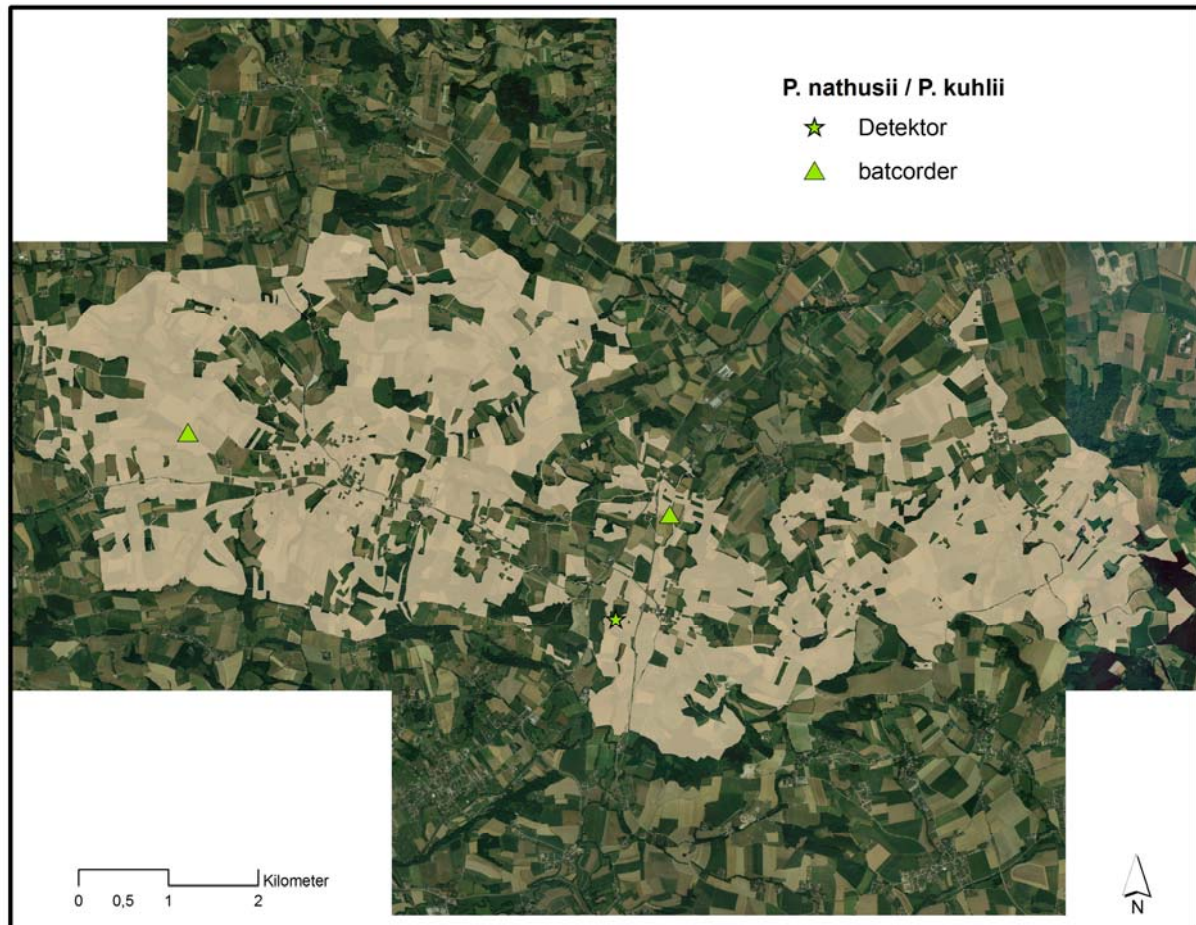 P. nathusii / P. kuhlii
Detektor
batcorder
Kilometer
0 0,5 1 2
N